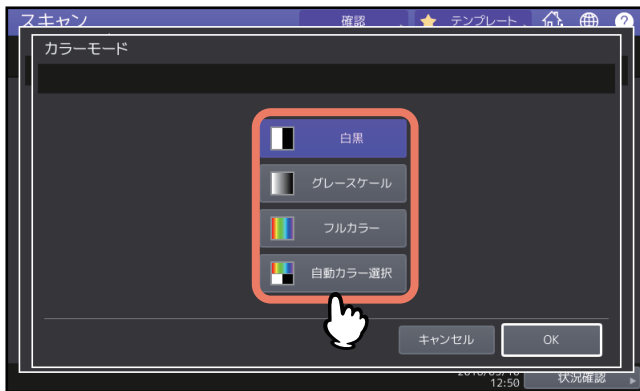 スキャン 確認 テンプレート ?
カラーモード
白黒
グレースケール
フルカラー
自動カラー選択
キャンセル OK
12:50 状況確認